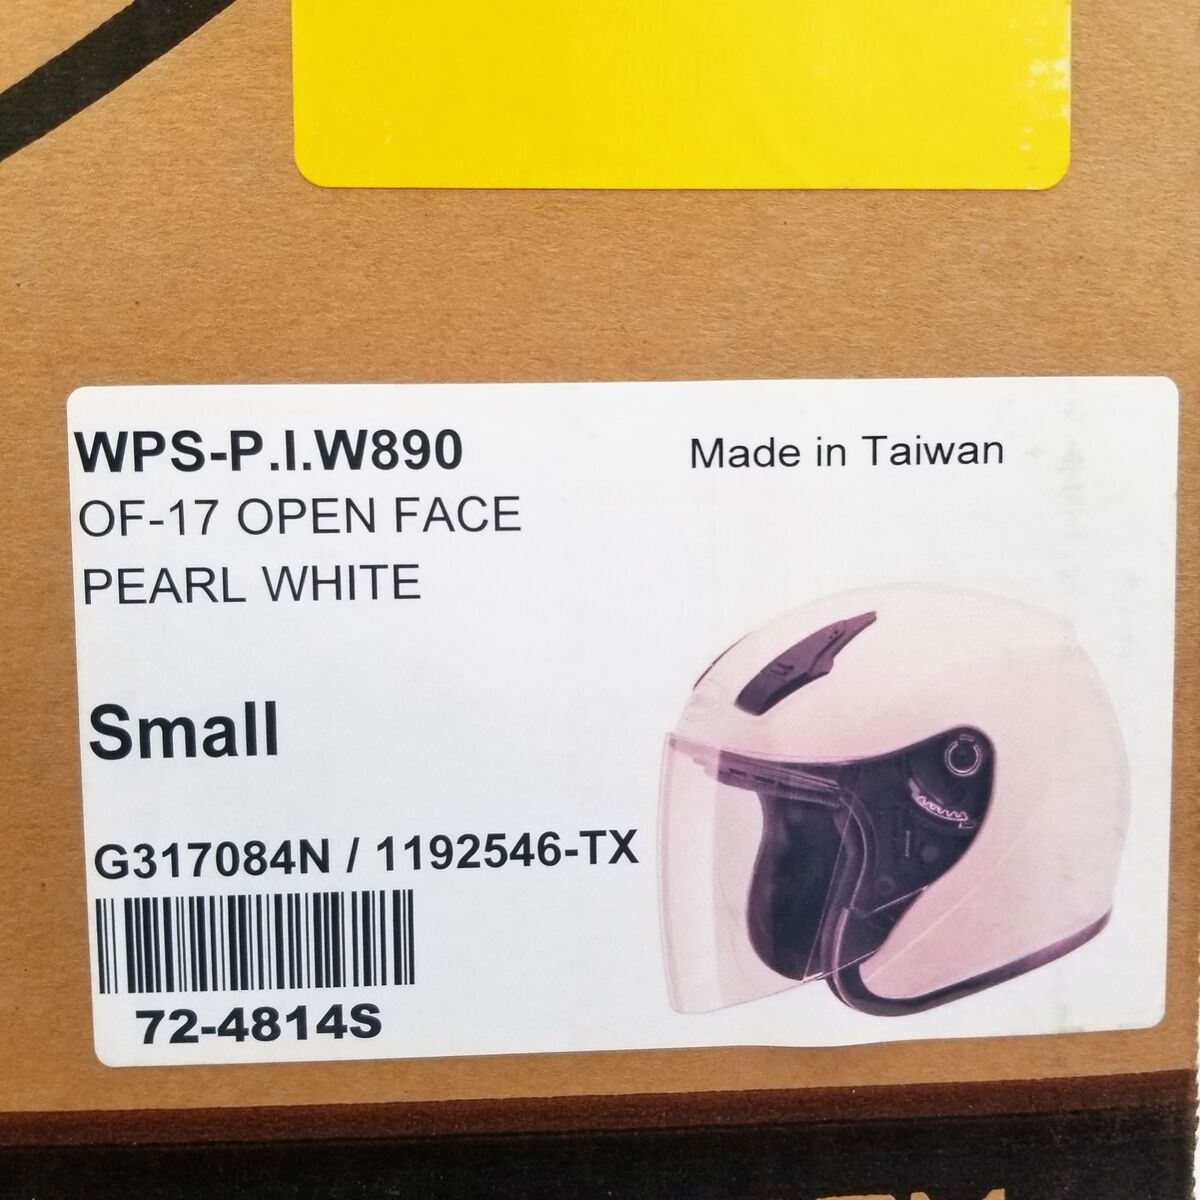 WPS-P.I.W890
Made in Taiwan
OF-17 OPEN FACE
PEARL WHITE
Small
G317084N / 1192546-TX
72-4814S